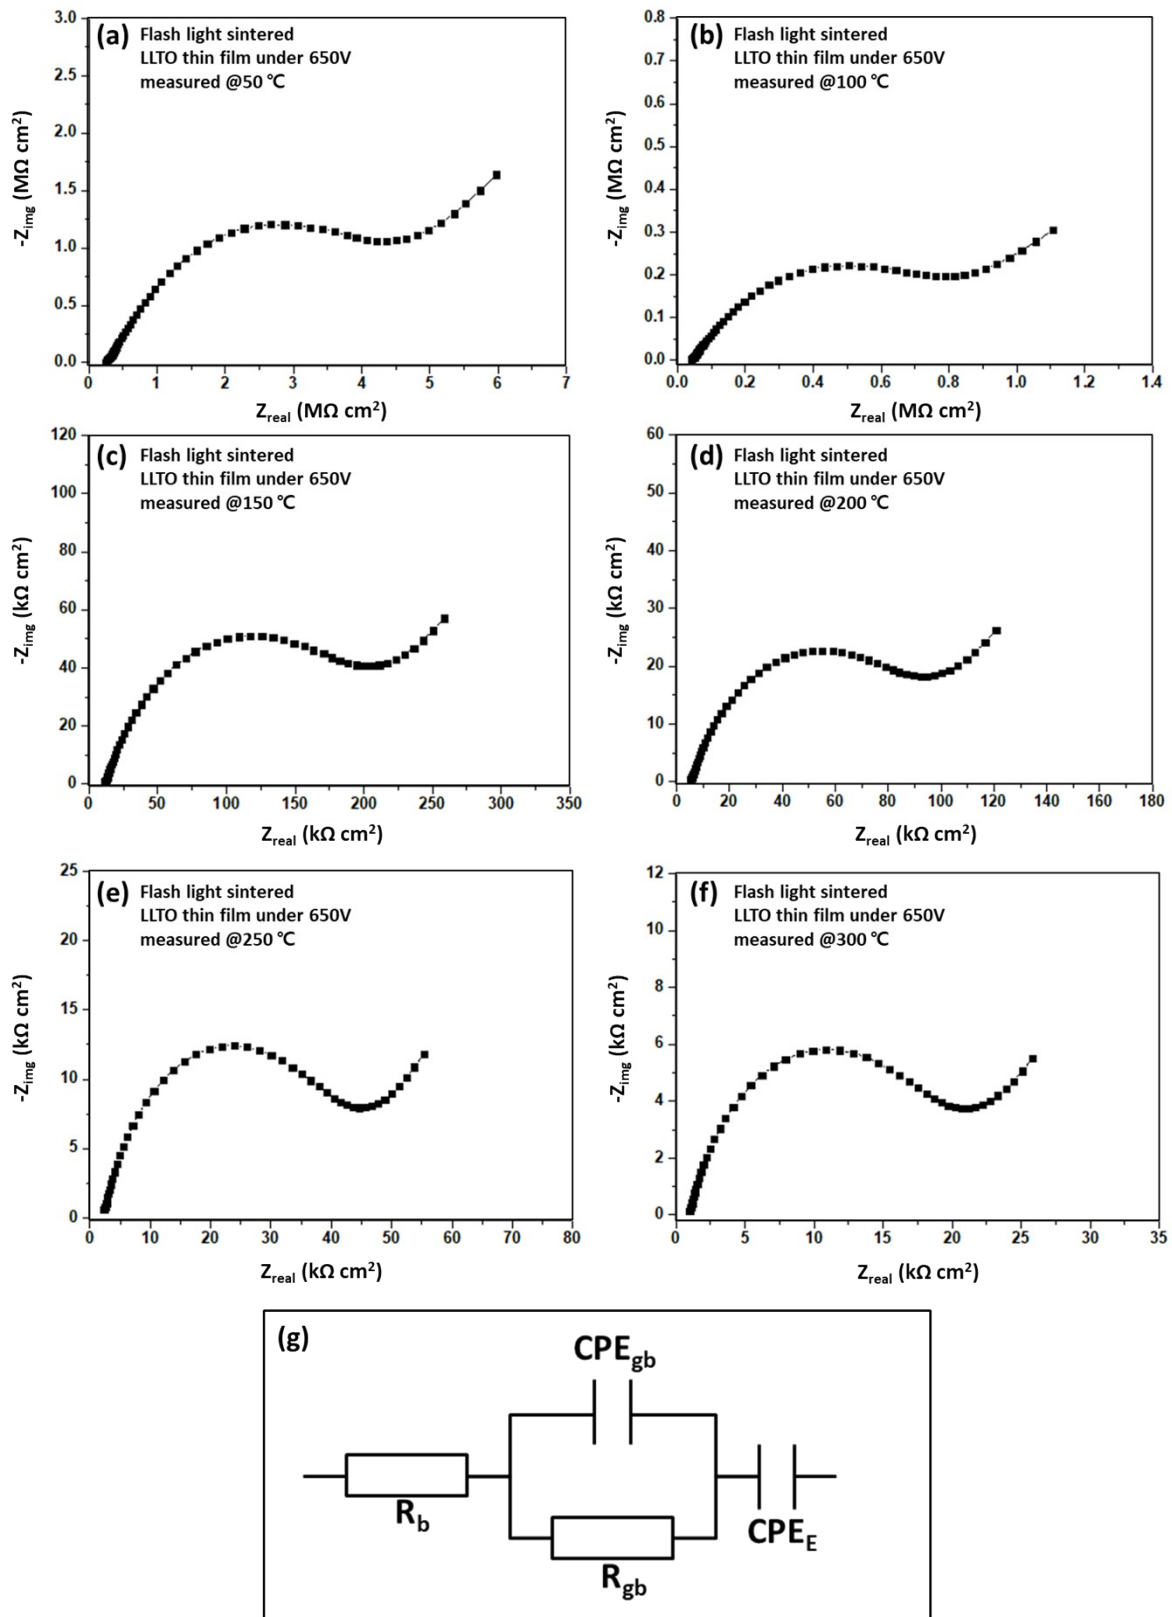 (a) Flash light sintered
LLTO thin film under 650V
measured @50 ℃
3.0
2.5
2.0
1.5
1.0
0.5
0.0
0 1 2 3 4 5 6 7
-Zimg (MΩ cm²)
Zreal (MΩ cm²)
(b) Flash light sintered
LLTO thin film under 650V
measured @100 ℃
0.8
0.7
0.6
0.5
0.4
0.3
0.2
0.1
0.0
0.0 0.2 0.4 0.6 0.8 1.0 1.2 1.4
-Zimg (MΩ cm²)
Zreal (MΩ cm²)
(c) Flash light sintered
LLTO thin film under 650V
measured @150 ℃
120
100
80
60
40
20
0
0 50 100 150 200 250 300 350
-Zimg (kΩ cm²)
Zreal (kΩ cm²)
(d) Flash light sintered
LLTO thin film under 650V
measured @200 ℃
60
50
40
30
20
10
0
0 20 40 60 80 100 120 140 160 180
-Zimg (kΩ cm²)
Zreal (kΩ cm²)
(e) Flash light sintered
LLTO thin film under 650V
measured @250 ℃
25
20
15
10
5
0
0 10 20 30 40 50 60 70 80
-Zimg (kΩ cm²)
Zreal (kΩ cm²)
(f) Flash light sintered
LLTO thin film under 650V
measured @300 ℃
12
10
8
6
4
2
0
0 5 10 15 20 25 30 35
-Zimg (kΩ cm²)
Zreal (kΩ cm²)
(g)
CPEgb
Rb
Rgb
CPEE